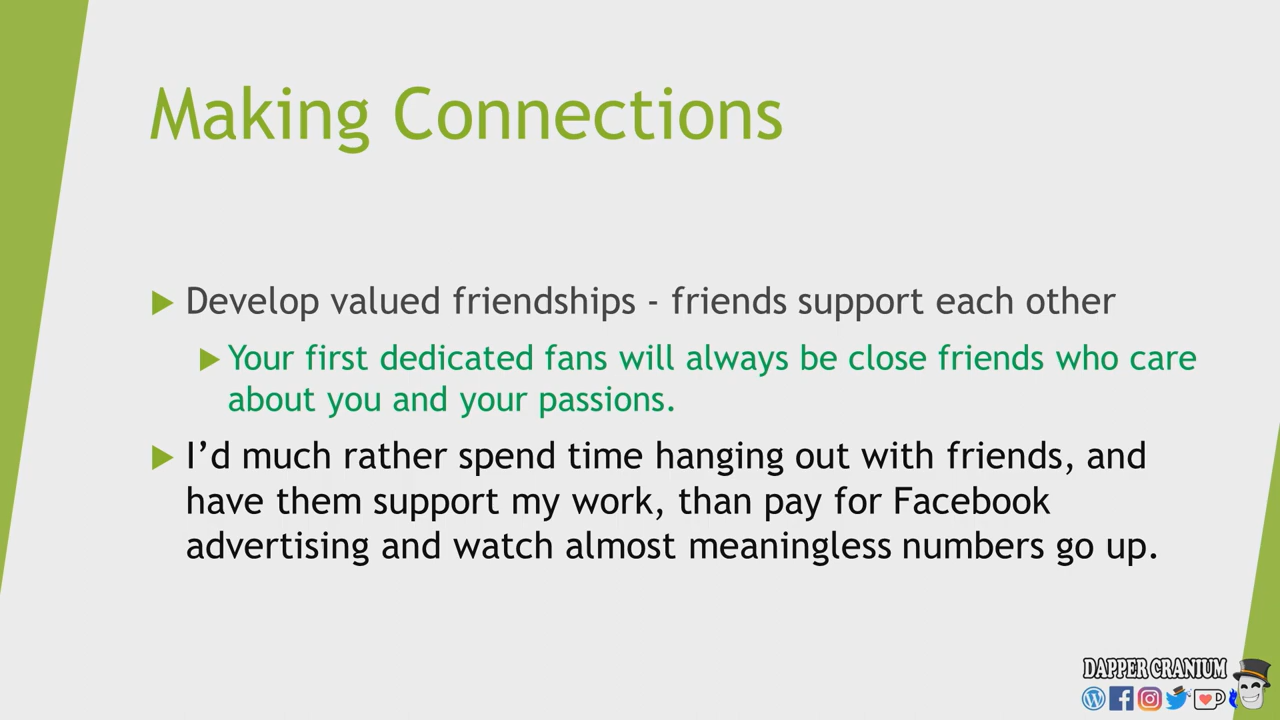 Making Connections
Develop valued friendships - friends support each other
Your first dedicated fans will always be close friends who care
about you and your passions.
I’d much rather spend time hanging out with friends, and
have them support my work, than pay for Facebook
advertising and watch almost meaningless numbers go up.
DAPPER CRANIUM